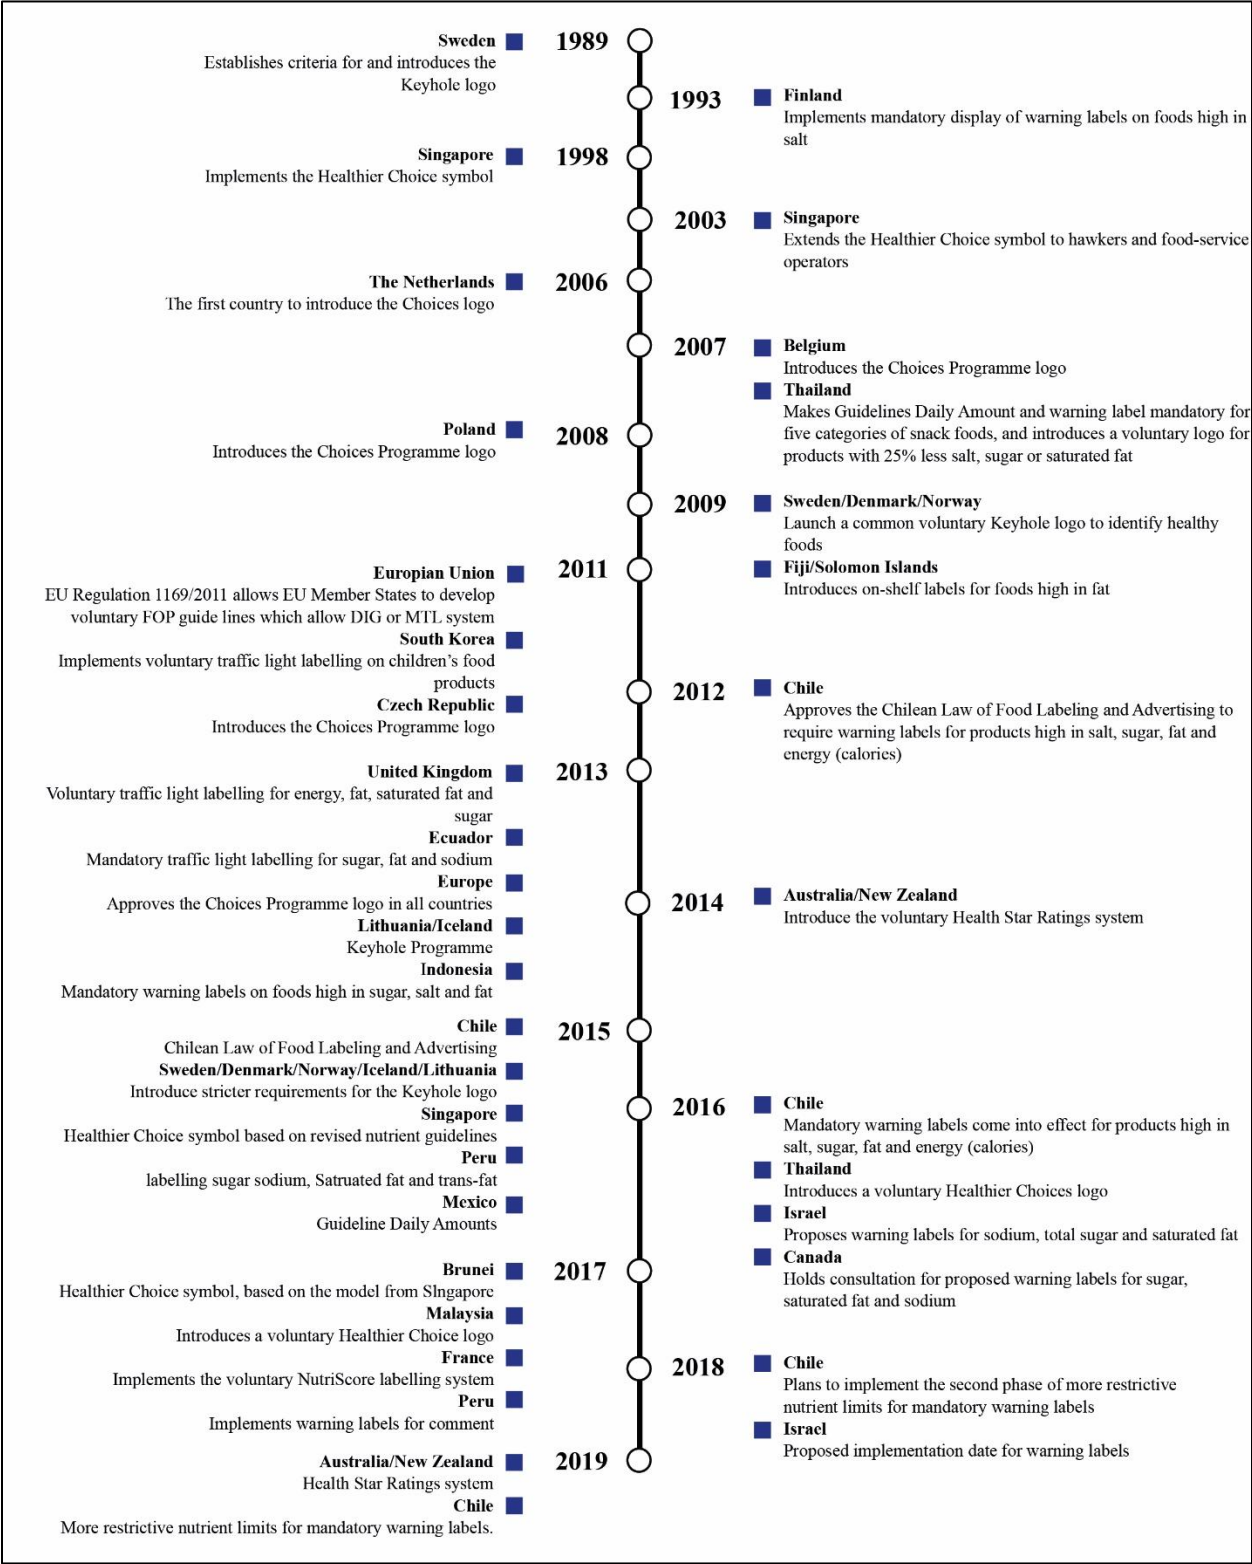 Sweden
1989
Establishes criteria for and introduces the
Keyhole logo
1993
Finland
Implements mandatory display of warning labels on foods high in
salt
Singapore
1998
Implements the Healthier Choice symbol
2003
Singapore
Extends the Healthier Choice symbol to hawkers and food-service
operators
The Netherlands
2006
The first country to introduce the Choices logo
2007
Belgium
Introduces the Choices Programme logo
Thailand
Makes Guidelines Daily Amount and warning label mandatory for
five categories of snack foods, and introduces a voluntary logo for
products with 25% less salt, sugar or saturated fat
Poland
2008
Introduces the Choices Programme logo
2009
Sweden/Denmark/Norway
Launch a common voluntary Keyhole logo to identify healthy
foods
Fiji/Solomon Islands
Introduces on-shelf labels for foods high in fat
Europian Union
2011
EU Regulation 1169/2011 allows EU Member States to develop
voluntary FOP guide lines which allow DIG or MTL system
South Korea
Implements voluntary traffic light labelling on children's food
products
Czech Republic
Introduces the Choices Programme logo
2012
Chile
Approves the Chilean Law of Food Labeling and Advertising to
require warning labels for products high in salt, sugar, fat and
energy (calories)
United Kingdom
2013
Voluntary traffic light labelling for energy, fat, saturated fat and
sugar
Ecuador
Mandatory traffic light labelling for sugar, fat and sodium
Europe
Approves the Choices Programme logo in all countries
Lithuania/Iceland
Keyhole Programme
Indonesia
Mandatory warning labels on foods high in sugar, salt and fat
2014
Australia/New Zealand
Introduce the voluntary Health Star Ratings system
Chile
2015
Chilean Law of Food Labeling and Advertising
Sweden/Denmark/Norway/Iceland/Lithuania
Introduce stricter requirements for the Keyhole logo
Singapore
Healthier Choice symbol based on revised nutrient guidelines
Peru
labelling sugar sodium, Satruated fat and trans-fat
Mexico
Guideline Daily Amounts
2016
Chile
Mandatory warning labels come into effect for products high in
salt, sugar, fat and energy (calories)
Thailand
Introduces a voluntary Healthier Choices logo
Israel
Proposes warning labels for sodium, total sugar and saturated fat
Canada
Holds consultation for proposed warning labels for sugar,
saturated fat and sodium
Brunei
2017
Healthier Choice symbol, based on the model from SIngapore
Malaysia
Introduces a voluntary Healthier Choice logo
France
Implements the voluntary NutriScore labelling system
Peru
Implements warning labels for comment
2018
Chile
Plans to implement the second phase of more restrictive
nutrient limits for mandatory warning labels
Israel
Proposed implementation date for warning labels
Australia/New Zealand
2019
Health Star Ratings system
Chile
More restrictive nutrient limits for mandatory warning labels.